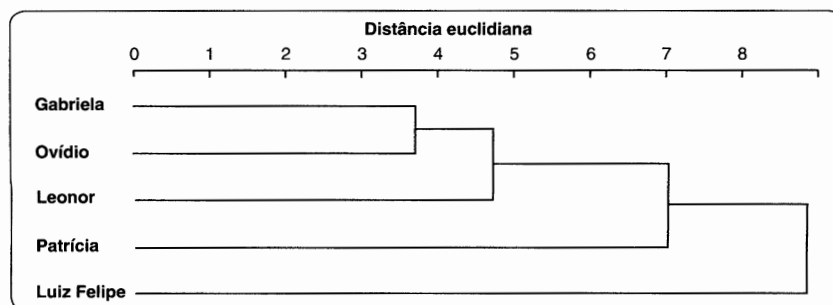 Distância euclidiana
0 1 2 3 4 5 6 7 8
Gabriela
Ovídio
Leonor
Patrícia
Luiz Felipe